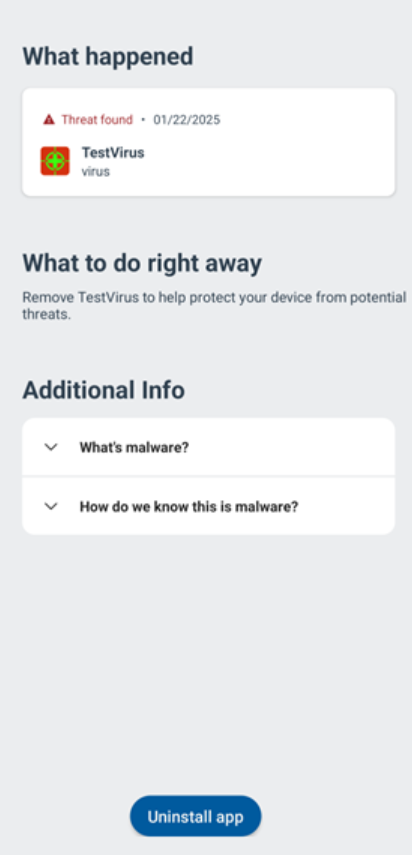 What happened
Threat found • 01/22/2025
TestVirus
virus
What to do right away
Remove TestVirus to help protect your device from potential
threats.
Additional Info
What's malware?
How do we know this is malware?
Uninstall app